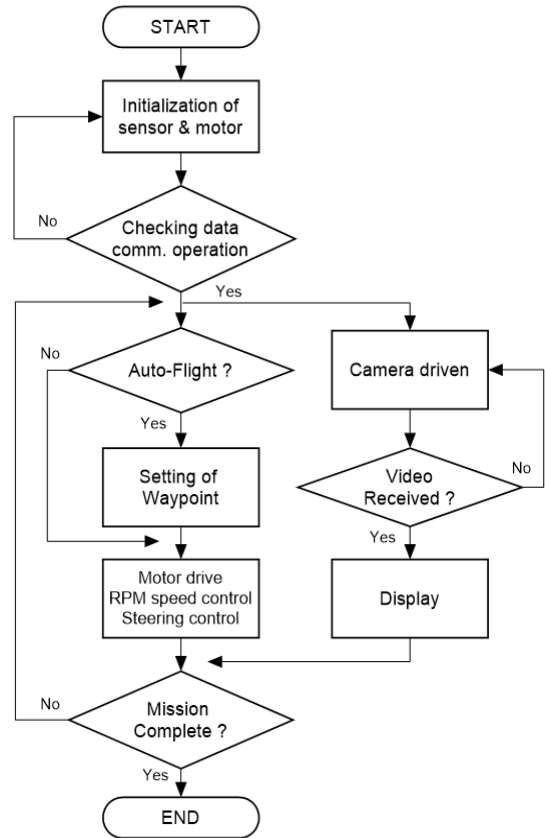 START
Initialization of
sensor & motor
No
Checking data
comm. operation
Yes
No
Auto-Flight ?
Camera driven
Yes
Setting of
Waypoint
Video
Received ?
No
Yes
Motor drive
RPM speed control
Steering control
Display
No
Mission
Complete ?
Yes
END